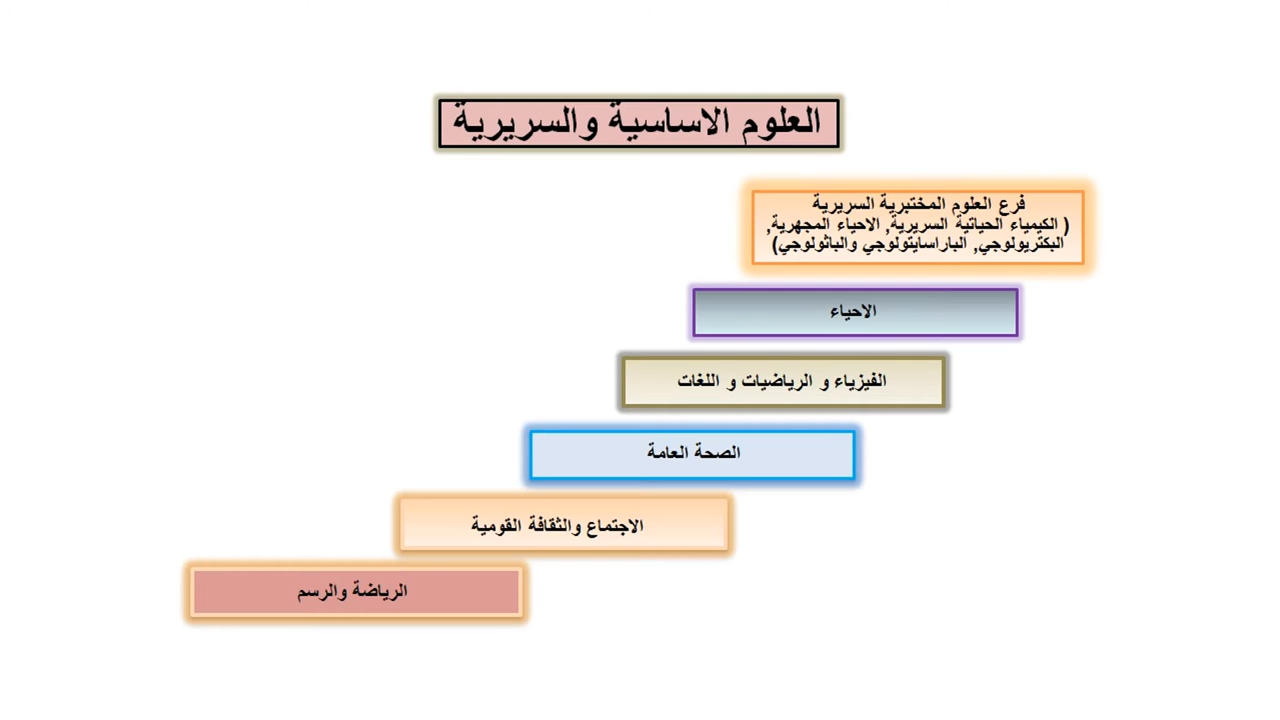 العلوم الاساسية والسريرية
فرع العلوم المختبرية السريرية
( الكيمياء الحياتية السريرية, الاحياء المجهرية,
البكتريولوجي, الباراسايتولوجي والباثولوجي)
الاحياء
الفيزياء و الرياضيات و اللغات
الصحة العامة
الاجتماع والثقافة القومية
الرياضة والرسم